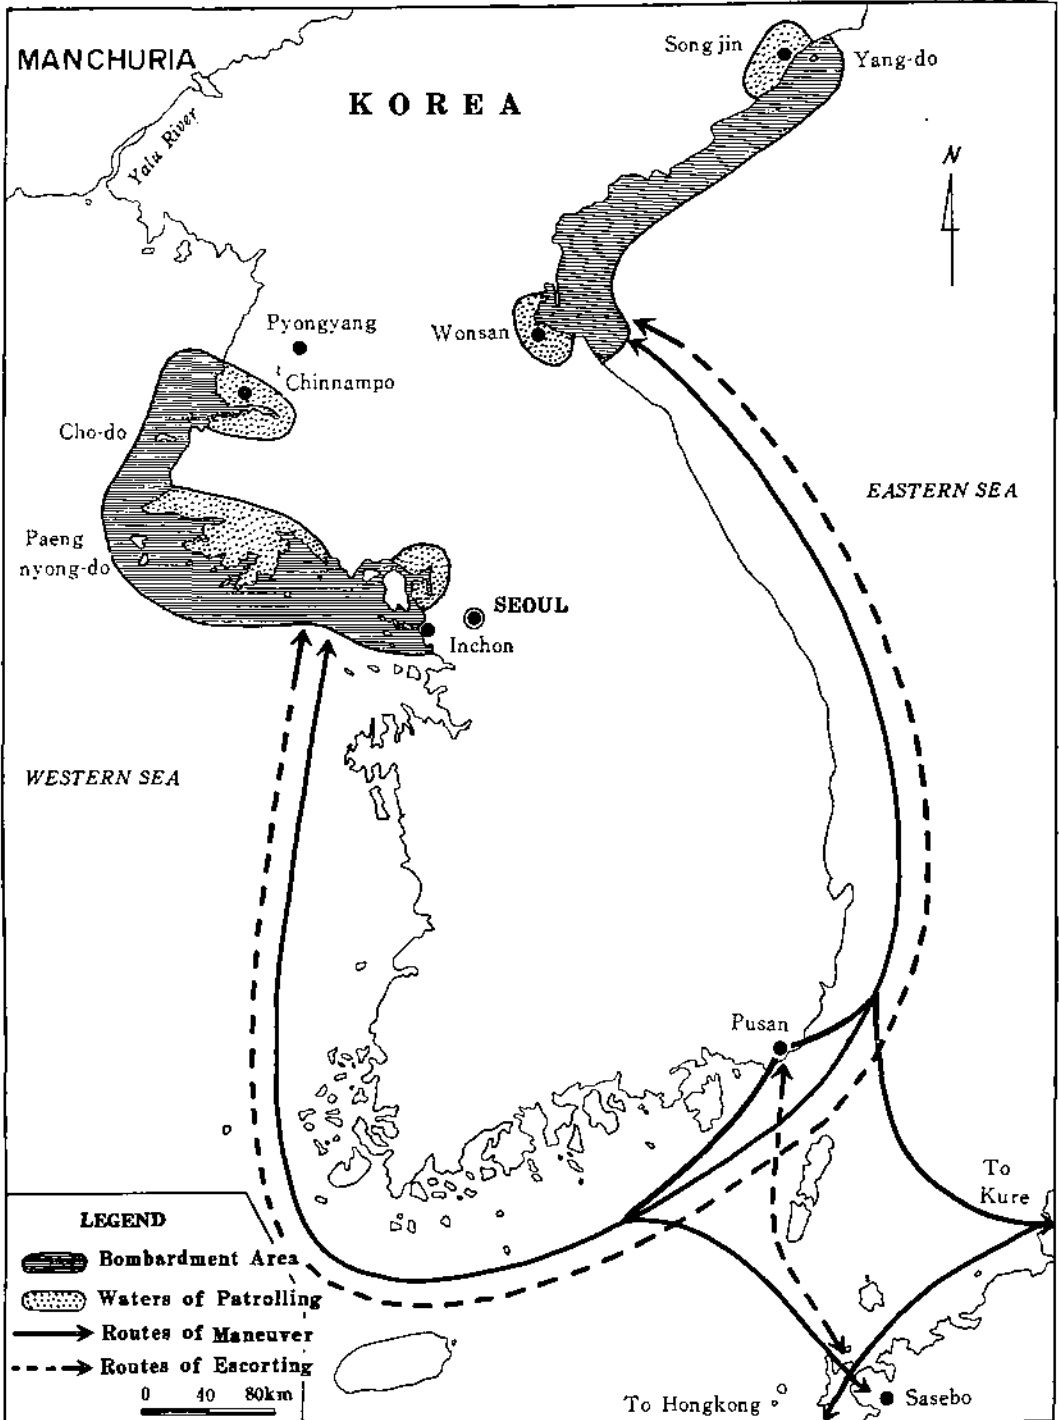 MANCHURIA
KOREA
Songjin
Yang-do
Yalu River
N
Pyongyang
Wonsan
Chinnampo
Cho-do
EASTERN SEA
Paeng
nyong-do
SEOUL
Inchon
WESTERN SEA
Pusan
To
Kure
LEGEND
Bombardment Area
Waters of Patrolling
Routes of Maneuver
Routes of Escorting
0 40 80km
To Hongkong
Sasebo